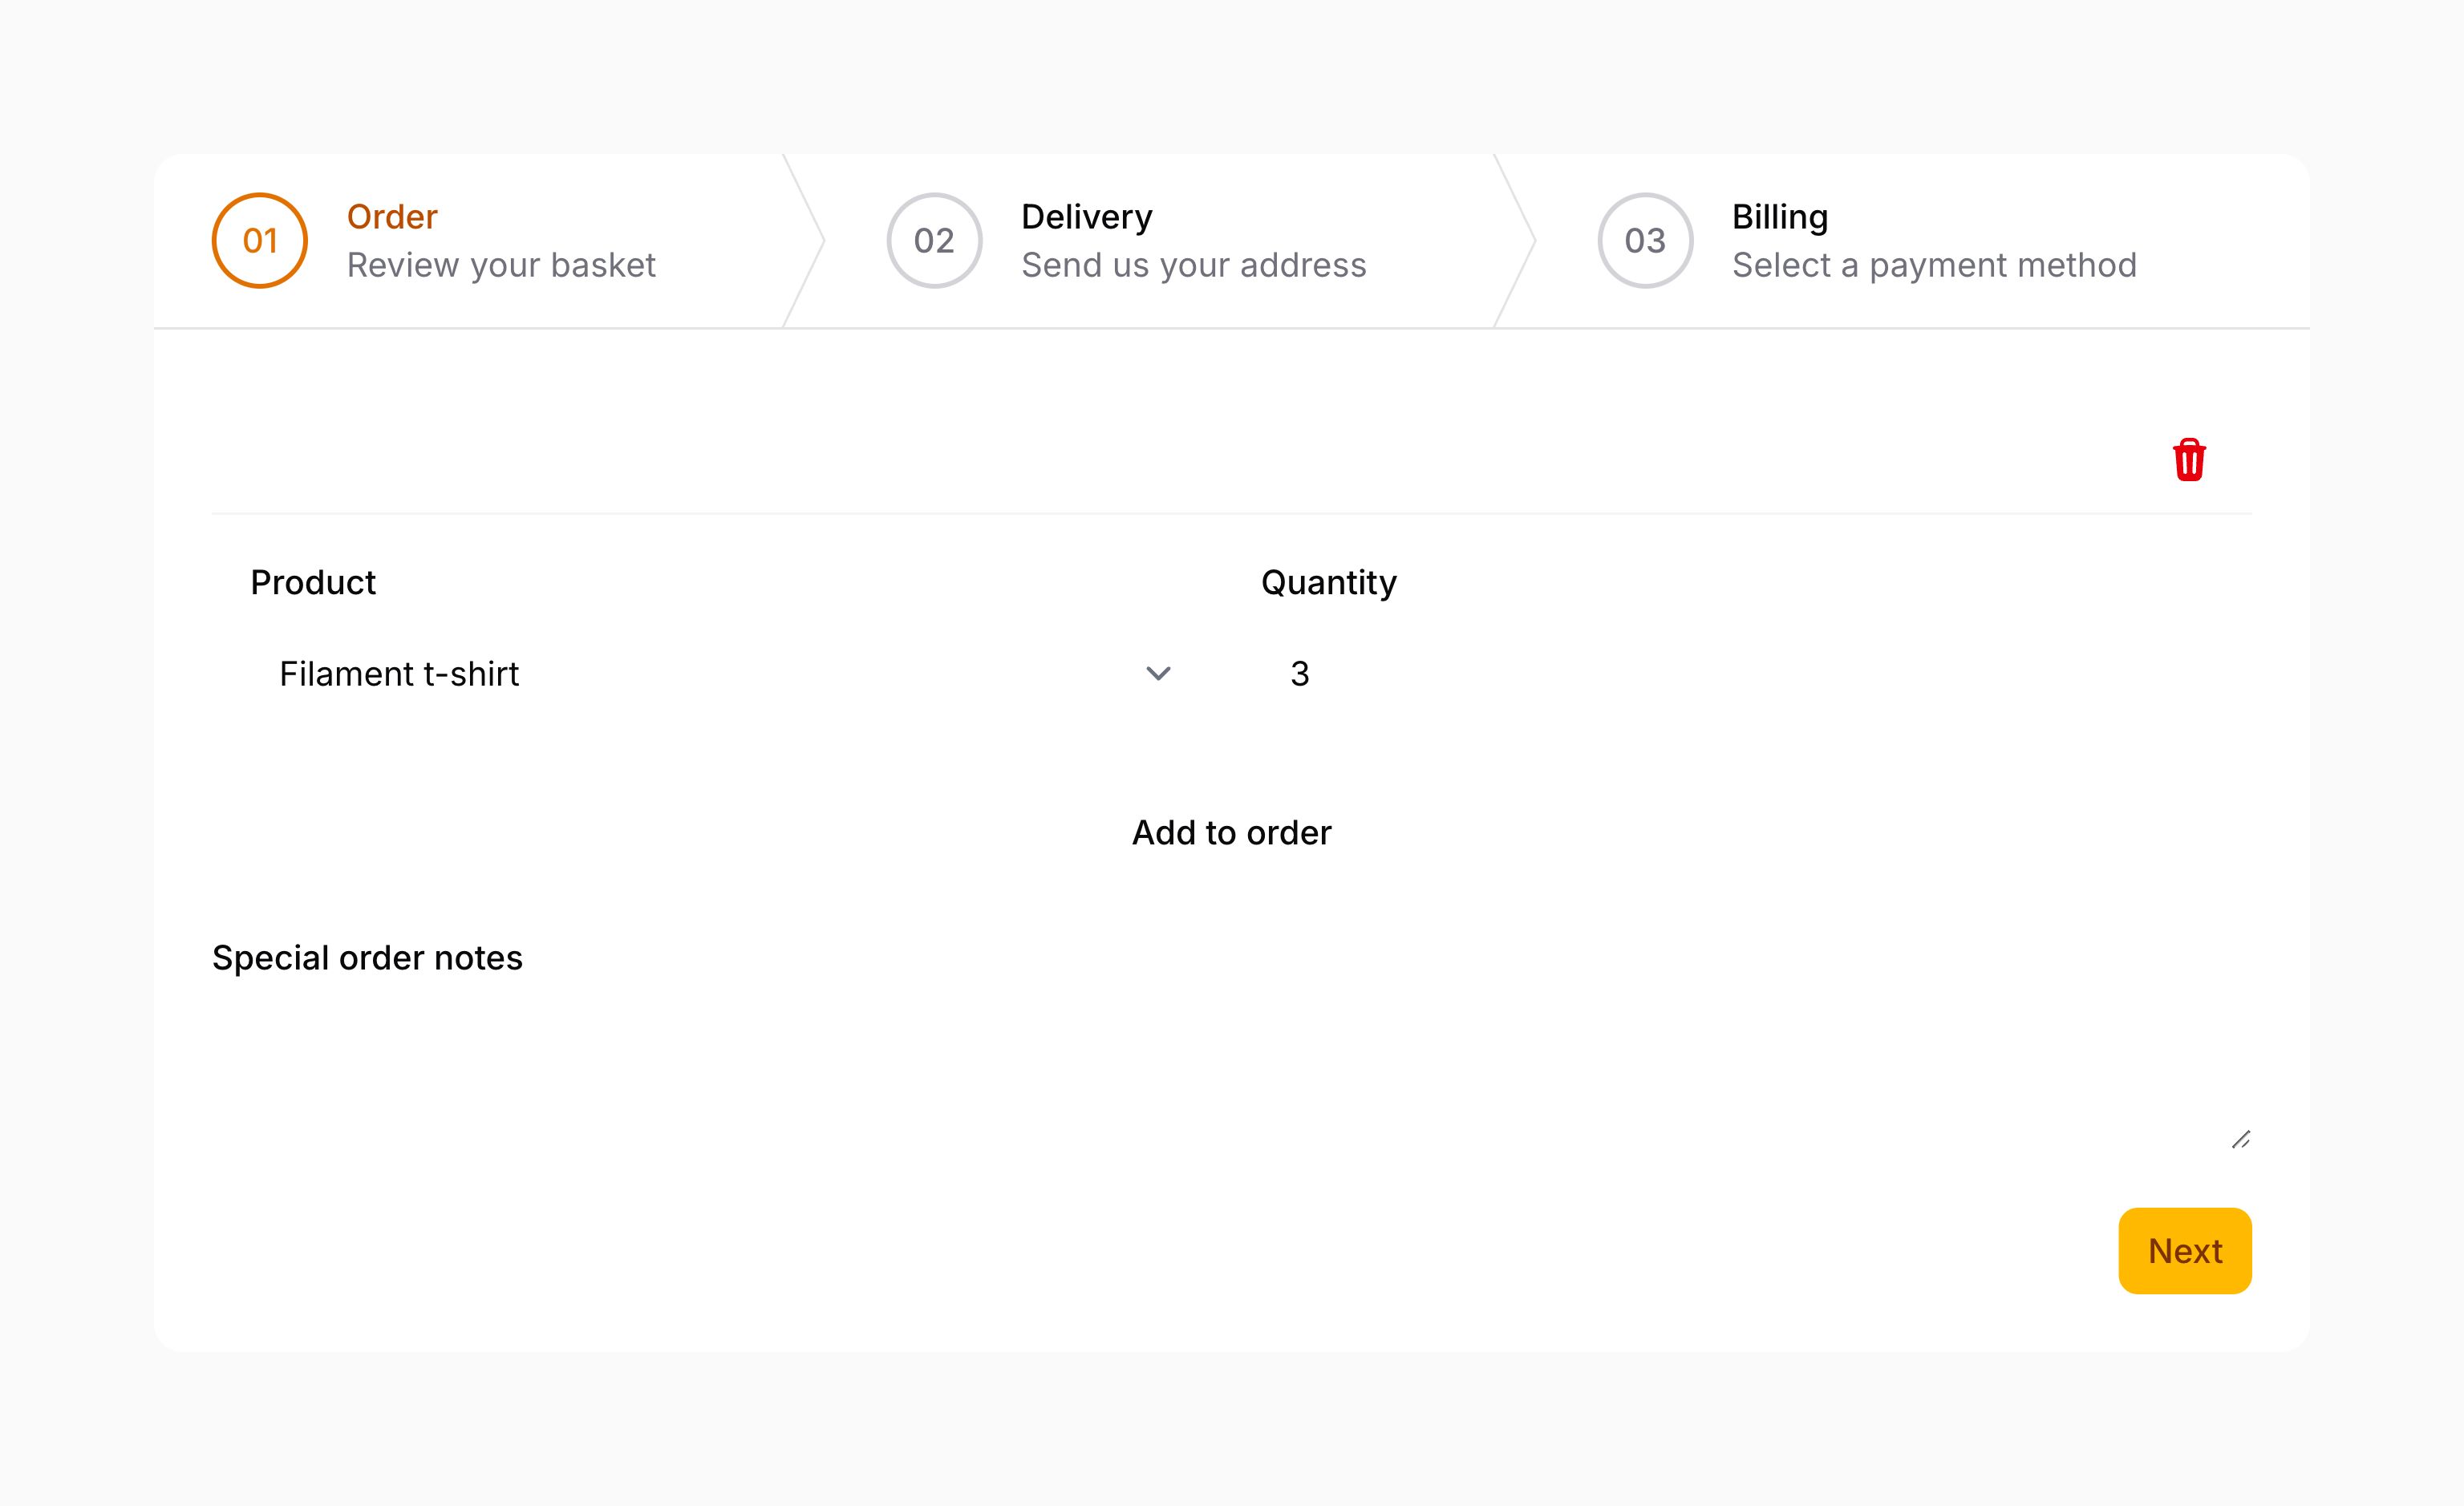 01
Order
Review your basket
02
Delivery
Send us your address
03
Billing
Select a payment method
Product
Quantity
Filament t-shirt
3
Add to order
Special order notes
Next